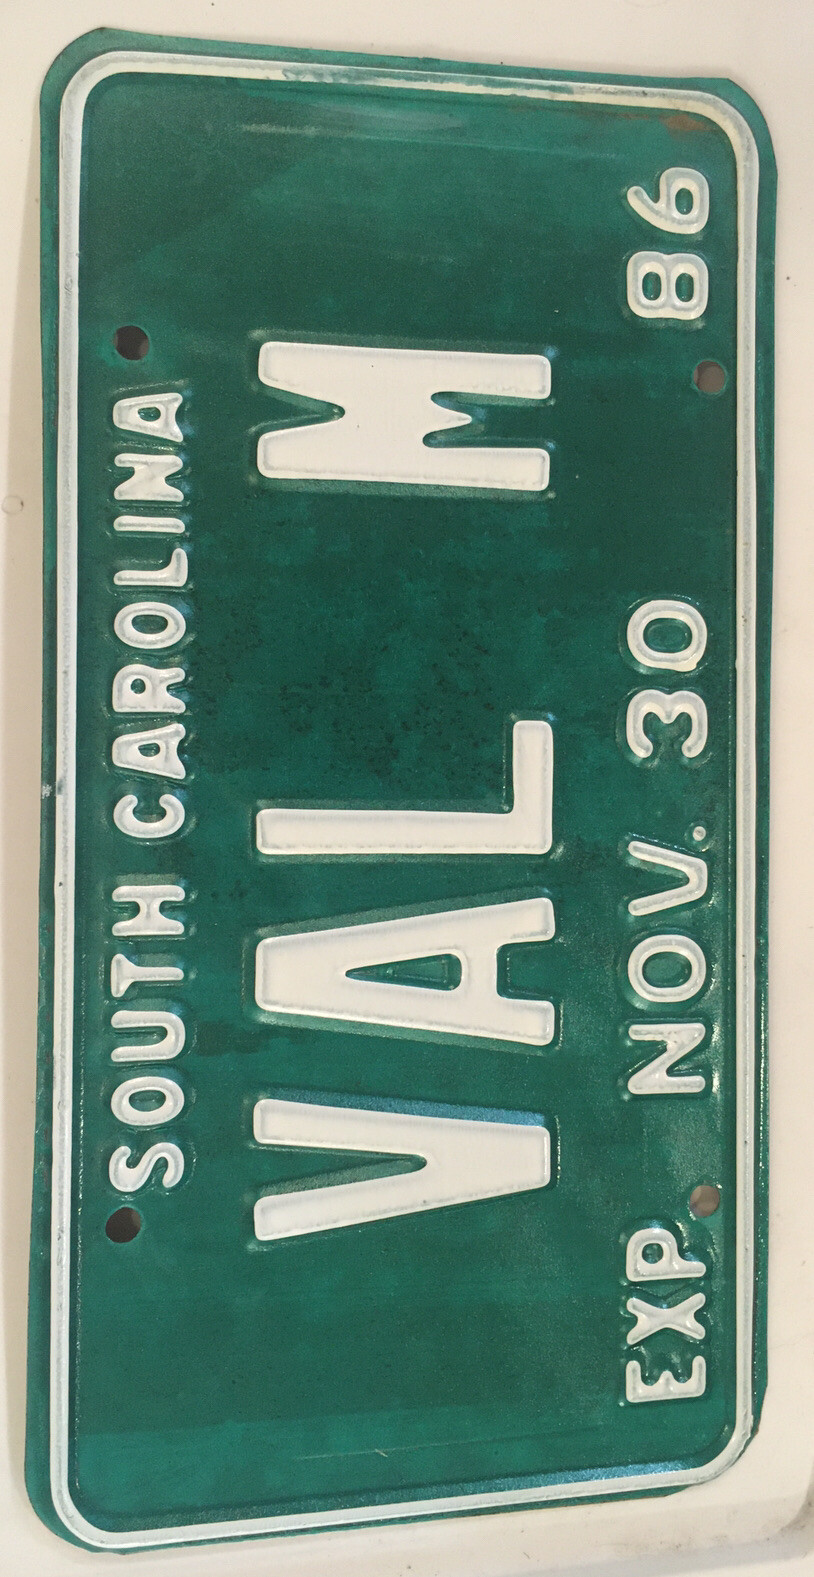 SOUTH CAROLINA
VAL M
EXP. NOV. 30 86